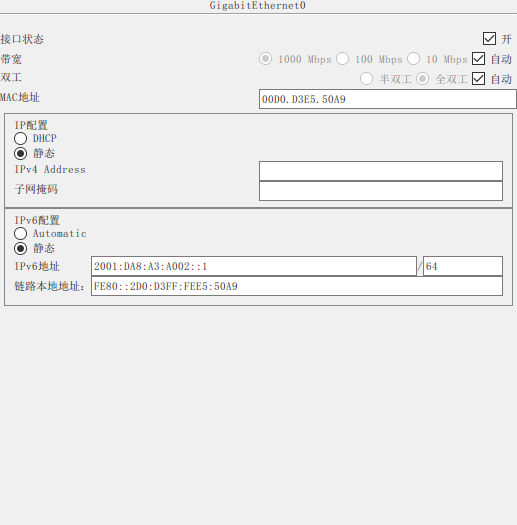 GigabitEthernet0
接口状态 开
带宽 1000 Mbps 100 Mbps 10 Mbps 自动
双工 半双工 全双工 自动
MAC地址 00D0.D3E5.50A9
IP配置
DHCP
静态
IPv4 Address
子网掩码
IPv6配置
Automatic
静态
IPv6地址 2001:DA8:A3:A002::1 / 64
链路本地地址： FE80::2D0:D3FF:FEE5:50A9